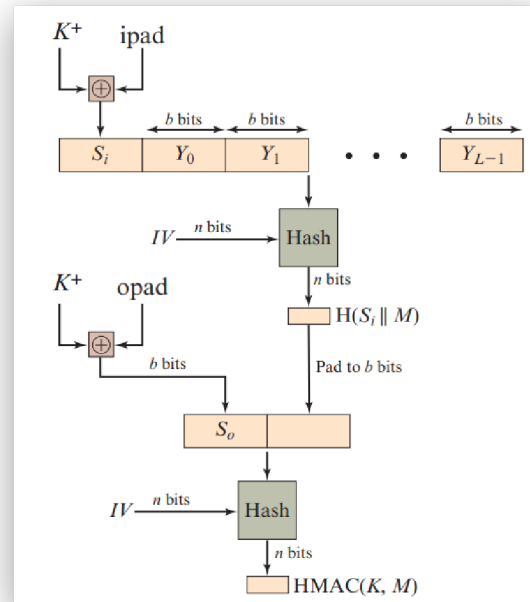 K+ ipad
⊕
b bits b bits b bits
Si Y0 Y1 • • • YL−1
IV n bits Hash
n bits
K+ opad
H(Si ∥ M)
⊕
b bits
Pad to b bits
So
IV n bits Hash
n bits
HMAC(K, M)